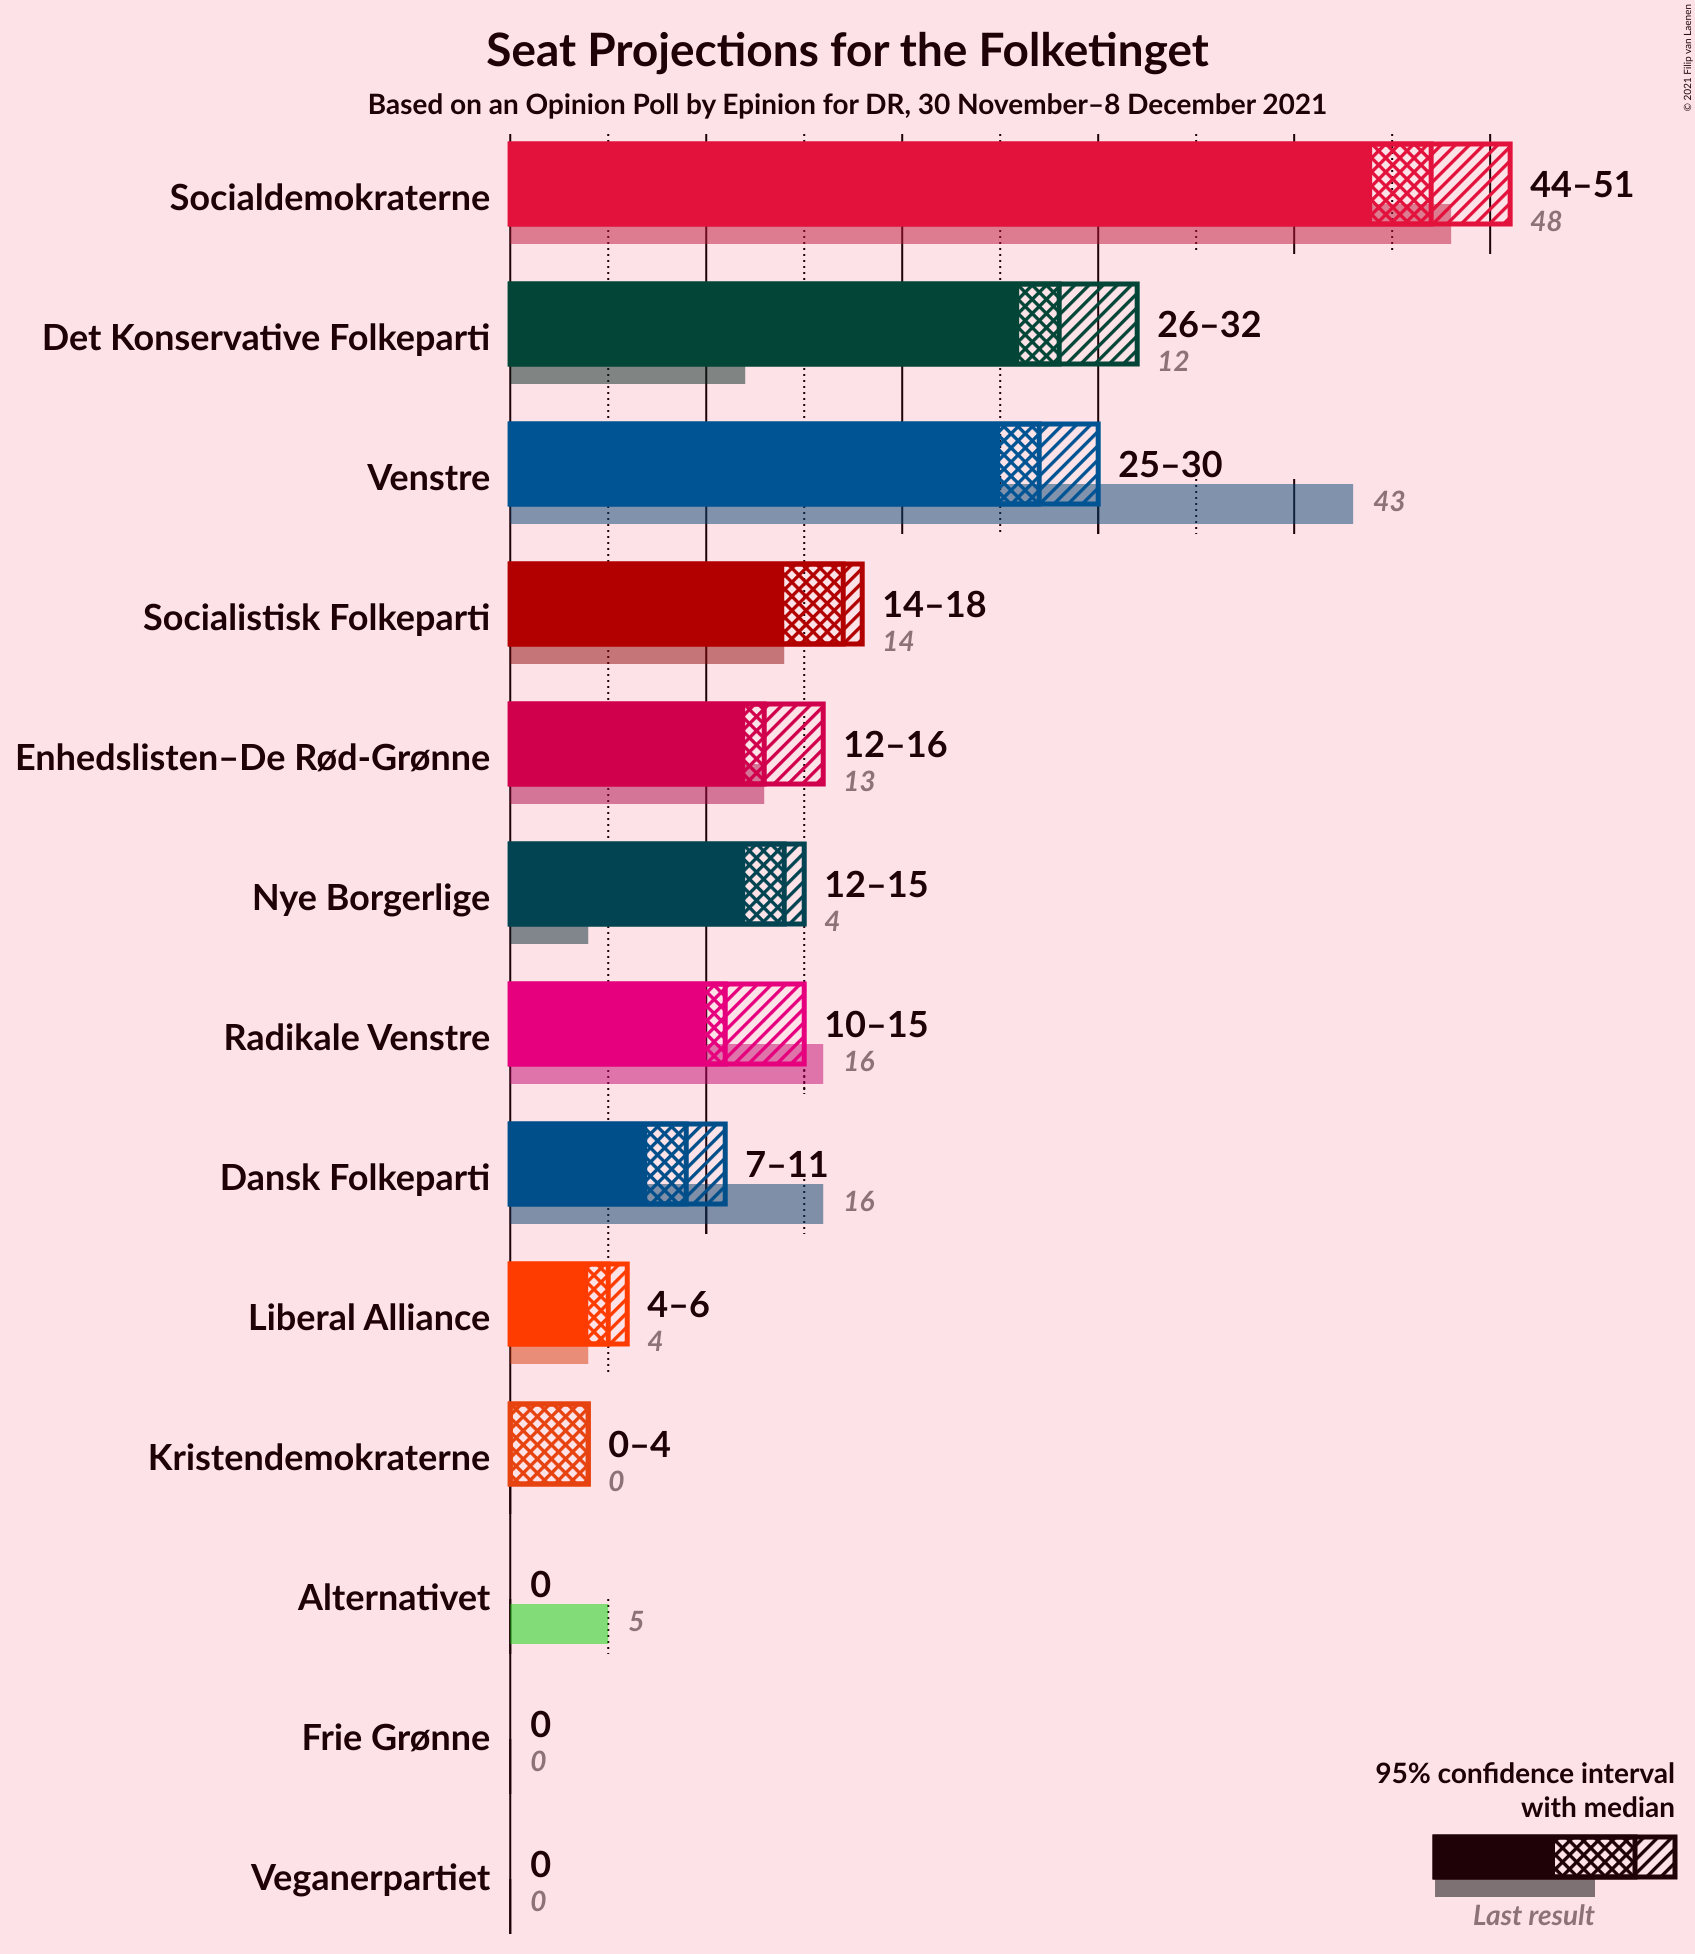 Seat Projections for the Folketinget
Based on an Opinion Poll by Epinion for DR, 30 November–8 December 2021
© 2021 Filip van Laenen
Socialdemokraterne
44–51
48
Det Konservative Folkeparti
26–32
12
Venstre
25–30
43
Socialistisk Folkeparti
14–18
14
Enhedslisten–De Rød-Grønne
12–16
13
Nye Borgerlige
12–15
4
Radikale Venstre
10–15
16
Dansk Folkeparti
7–11
16
Liberal Alliance
4–6
4
Kristendemokraterne
0–4
0
Alternativet
0
5
Frie Grønne
0
0
Veganerpartiet
0
0
95% confidence interval
with median
Last result